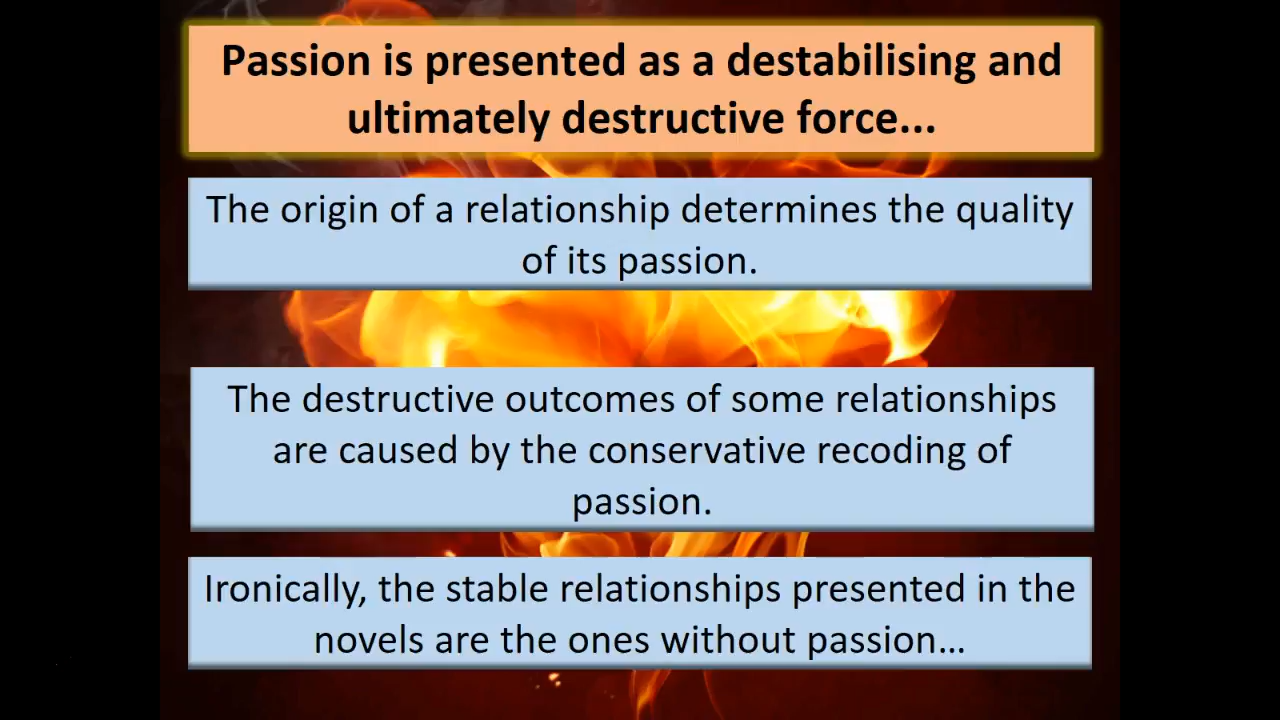 Passion is presented as a destabilising and
ultimately destructive force...
The origin of a relationship determines the quality
of its passion.
The destructive outcomes of some relationships
are caused by the conservative recoding of
passion.
Ironically, the stable relationships presented in the
novels are the ones without passion…